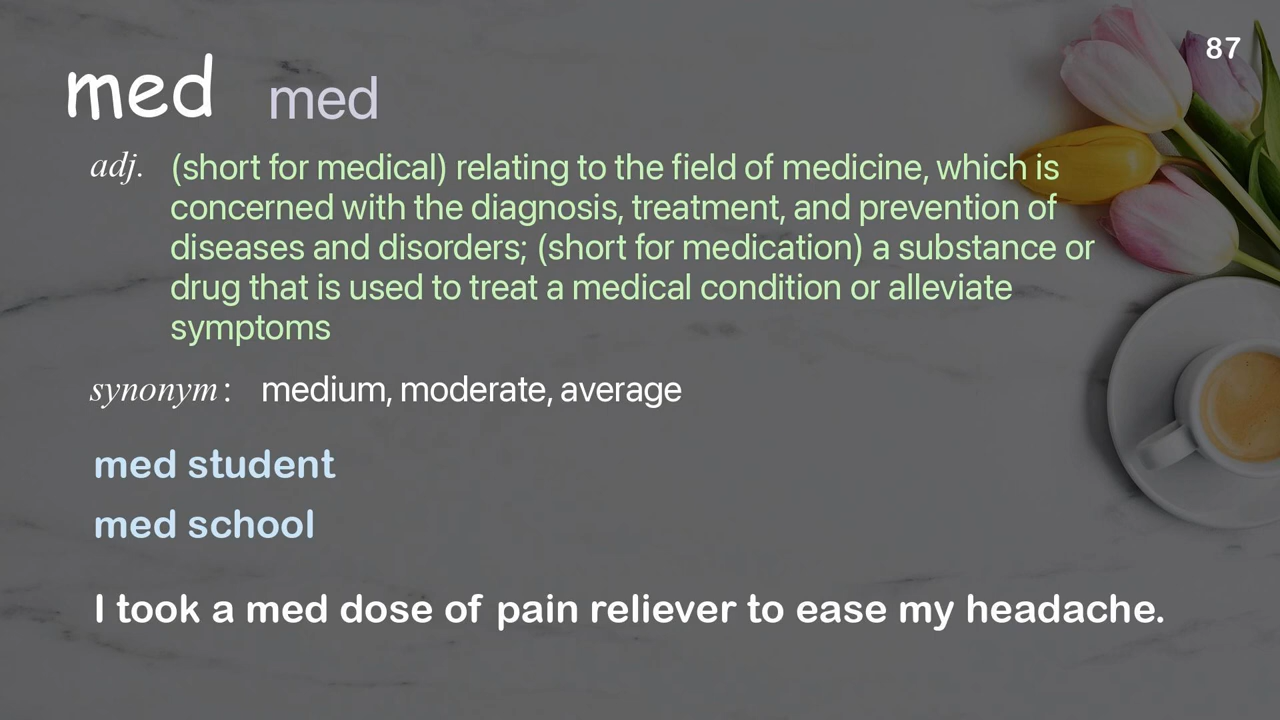 87
med med
adj. (short for medical) relating to the field of medicine, which is
concerned with the diagnosis, treatment, and prevention of
diseases and disorders; (short for medication) a substance or
drug that is used to treat a medical condition or alleviate
symptoms
synonym: medium, moderate, average
med student
med school
I took a med dose of pain reliever to ease my headache.